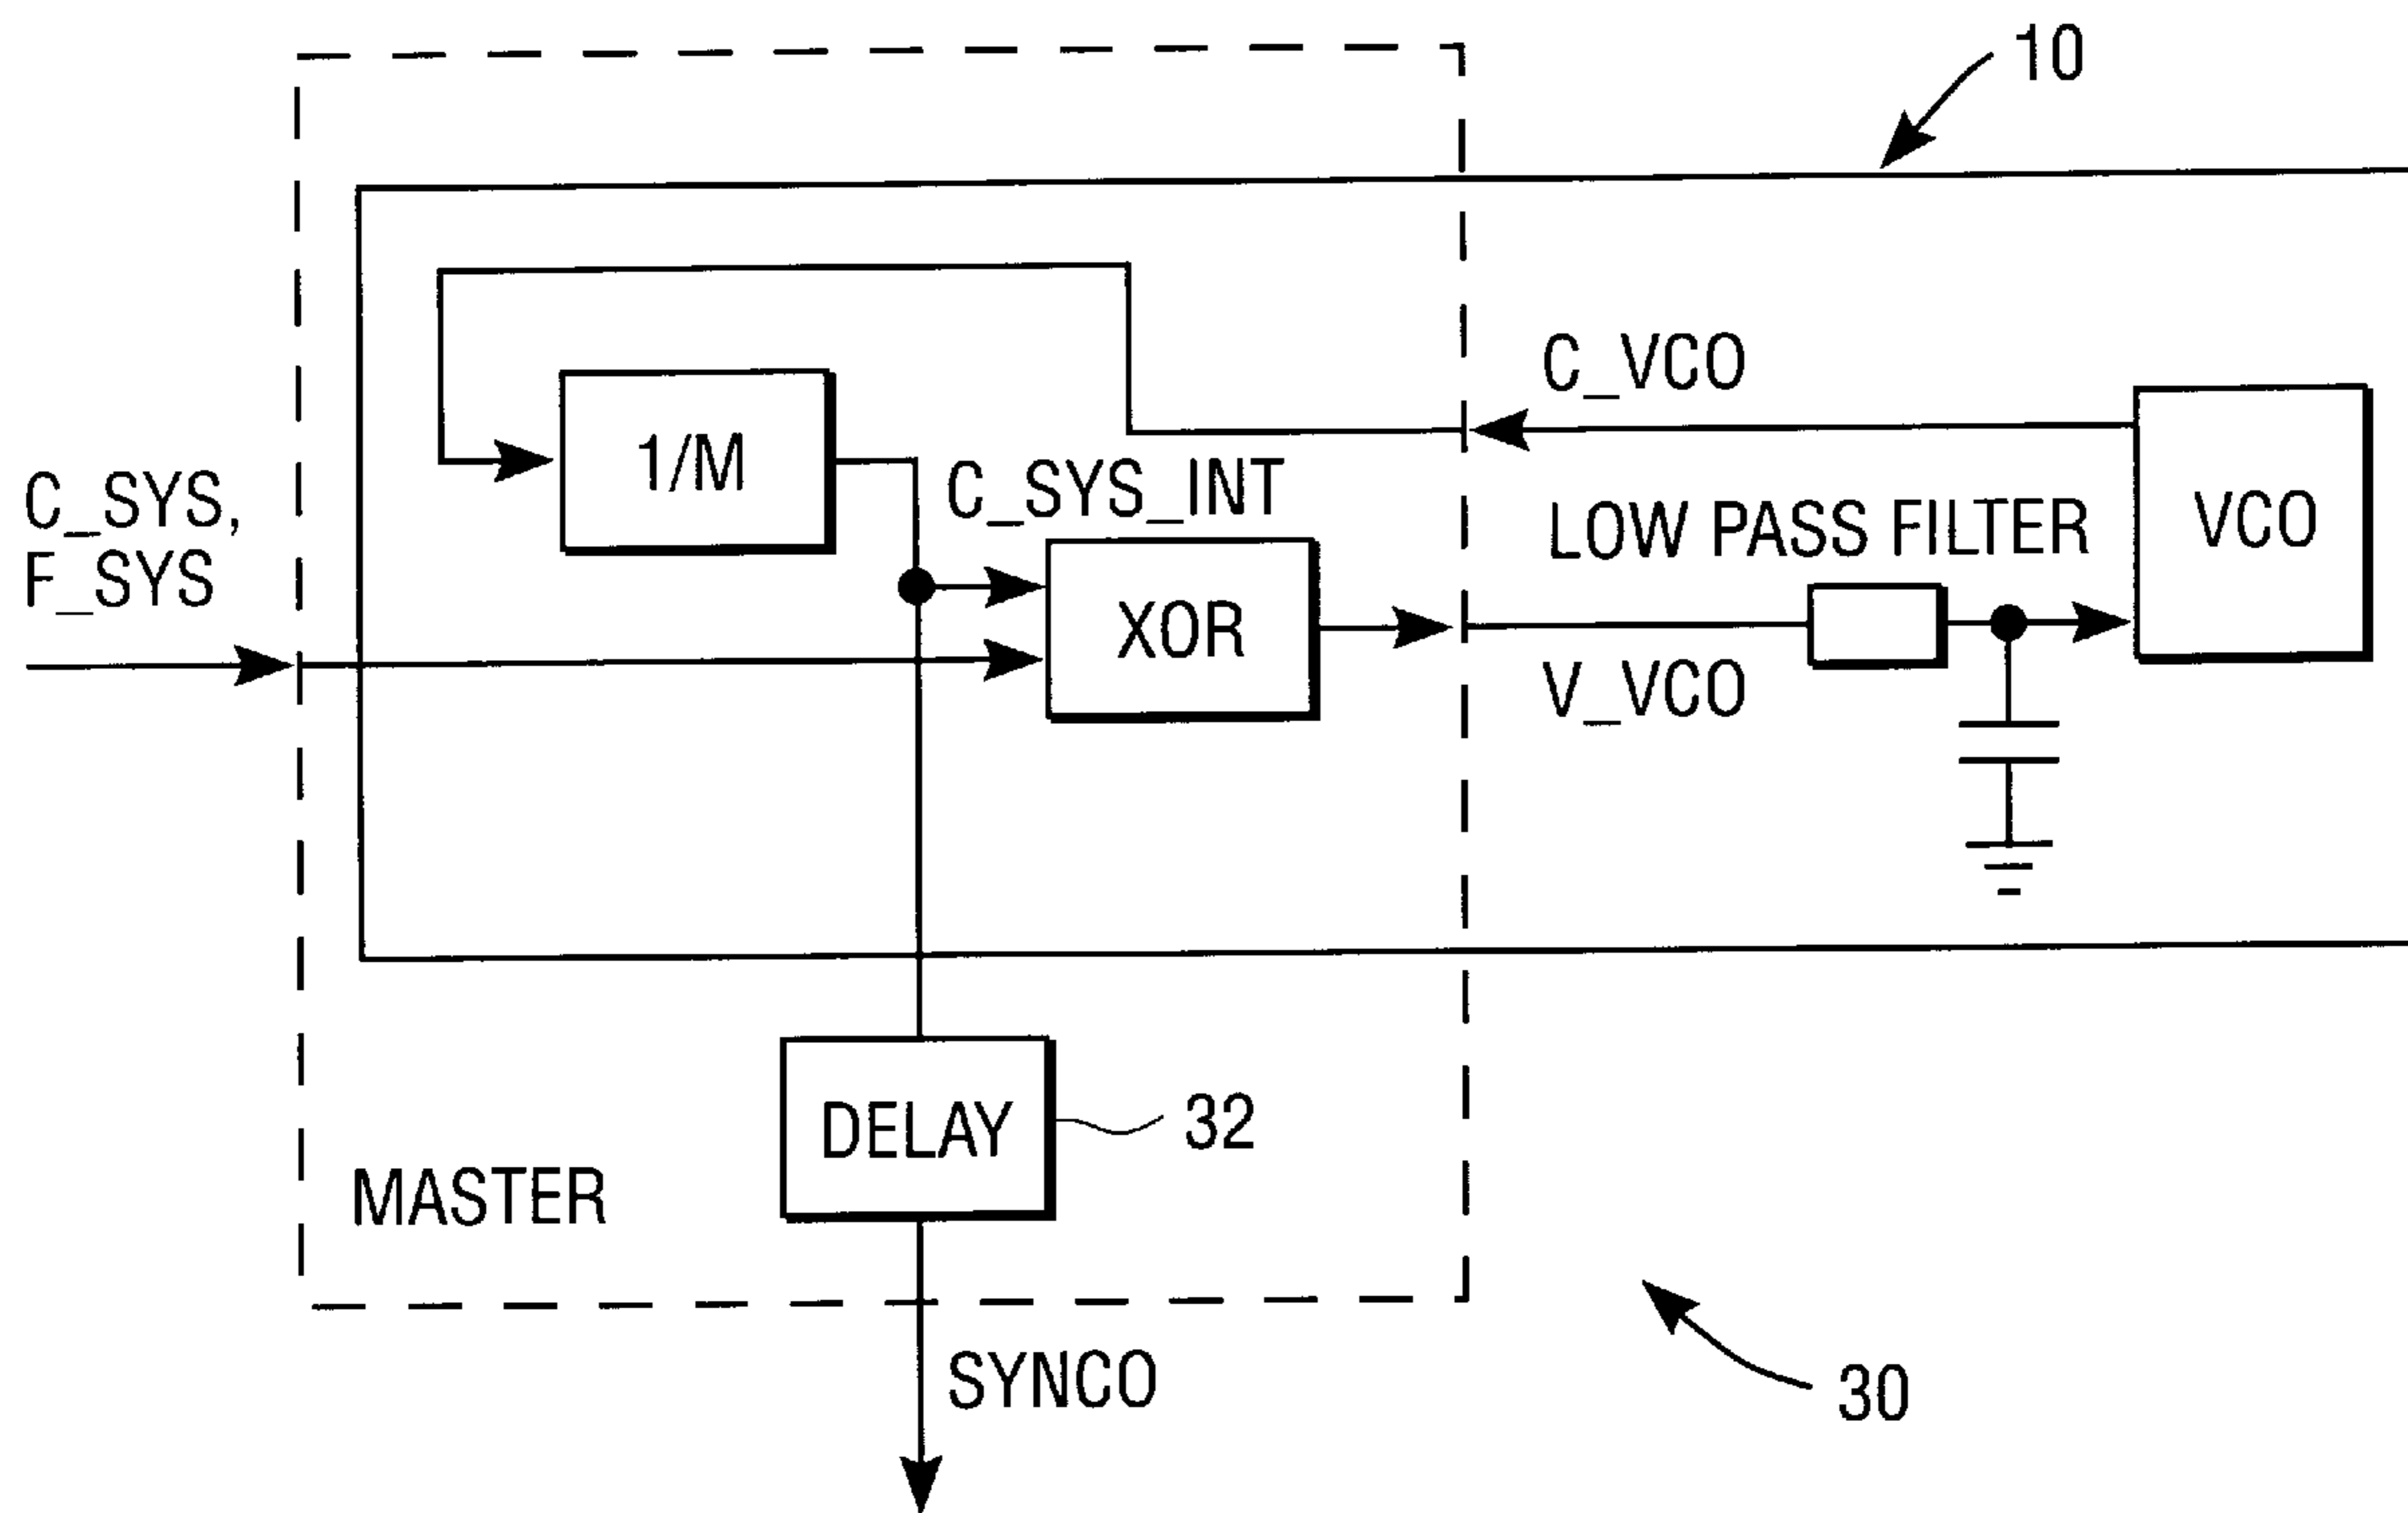 10
C_VCO
1/M
C_SYS_INT
C_SYS,
F_SYS
LOW PASS FILTER
VCO
XOR
V_VCO
DELAY
32
MASTER
SYNCO
30